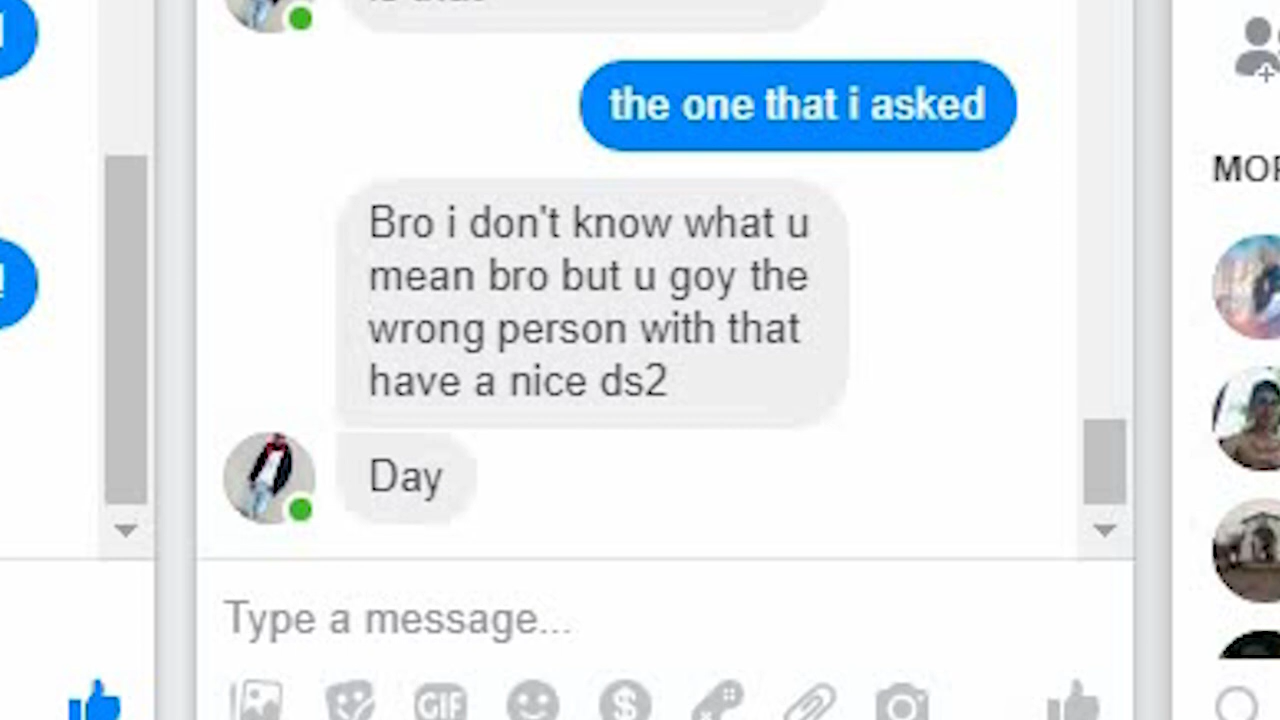 the one that i asked
Bro i don't know what u
mean bro but u goy the
wrong person with that
have a nice ds2
Day
Type a message...
GIF